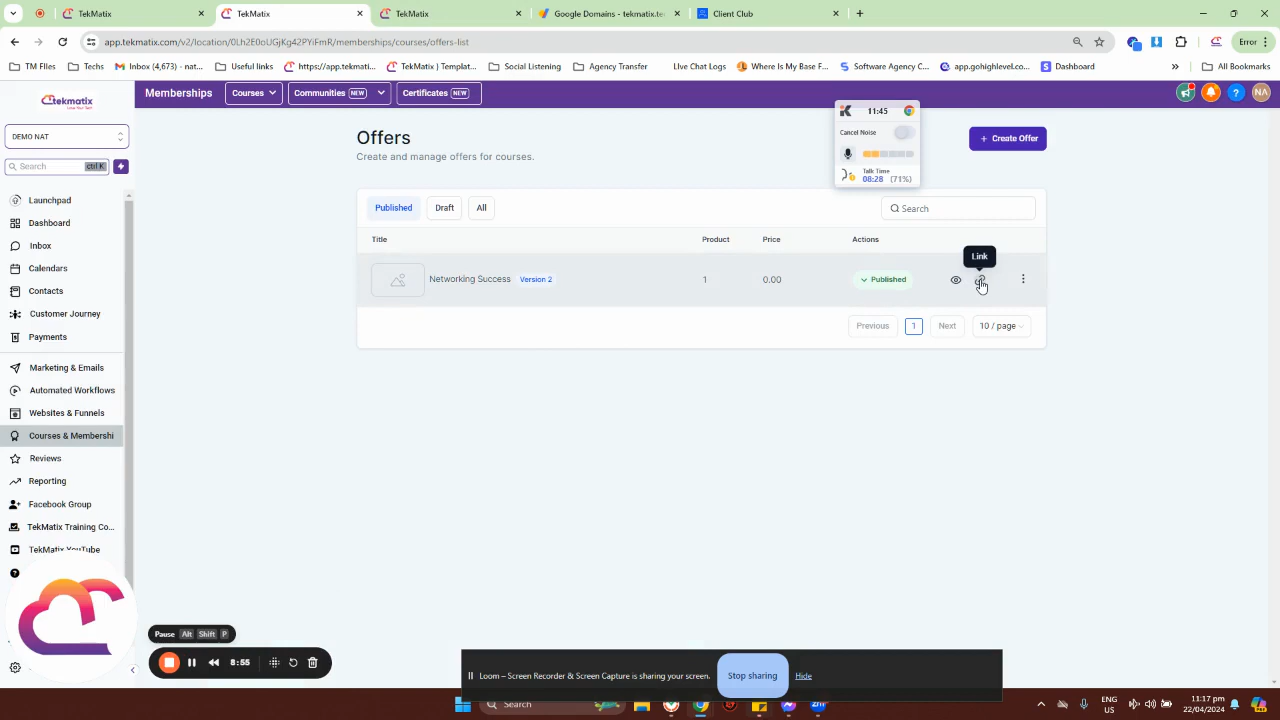 TekMatix
TekMatix
TekMatix
Google Domains - tekmatix.te
Client Club
app.tekmatix.com/v2/location/0Lh2E0oUGjKg42PYiFmR/memberships/courses/offers-list
Error
TM Files
Techs
Inbox (4,673) - nat...
Useful links
https://app.tekmati...
TekMatix | Templat...
Social Listening
Agency Transfer
Live Chat Logs
Where Is My Base F...
Software Agency C...
app.gohighlevel.co...
Dashboard
All Bookmarks
tekmatix
Memberships
Courses
Communities NEW
Certificates NEW
NA
DEMO NAT
Search
ctrl K
Launchpad
Dashboard
Inbox
Calendars
Contacts
Customer Journey
Payments
Marketing & Emails
Automated Workflows
Websites & Funnels
Courses & Membershi
Reviews
Reporting
Facebook Group
TekMatix Training Co...
TekMatix YouTube
Offers
Create and manage offers for courses.
+ Create Offer
11:45
Cancel Noise
Talk Time
08:28 (71%)
Published
Draft
All
Search
Title
Product
Price
Actions
Link
Networking Success
Version 2
1
0.00
Published
Previous
1
Next
10 / page
Pause
Alt
Shift
P
8:55
Loom – Screen Recorder & Screen Capture is sharing your screen.
Stop sharing
Hide
Search
ENG
US
11:17 pm
22/04/2024